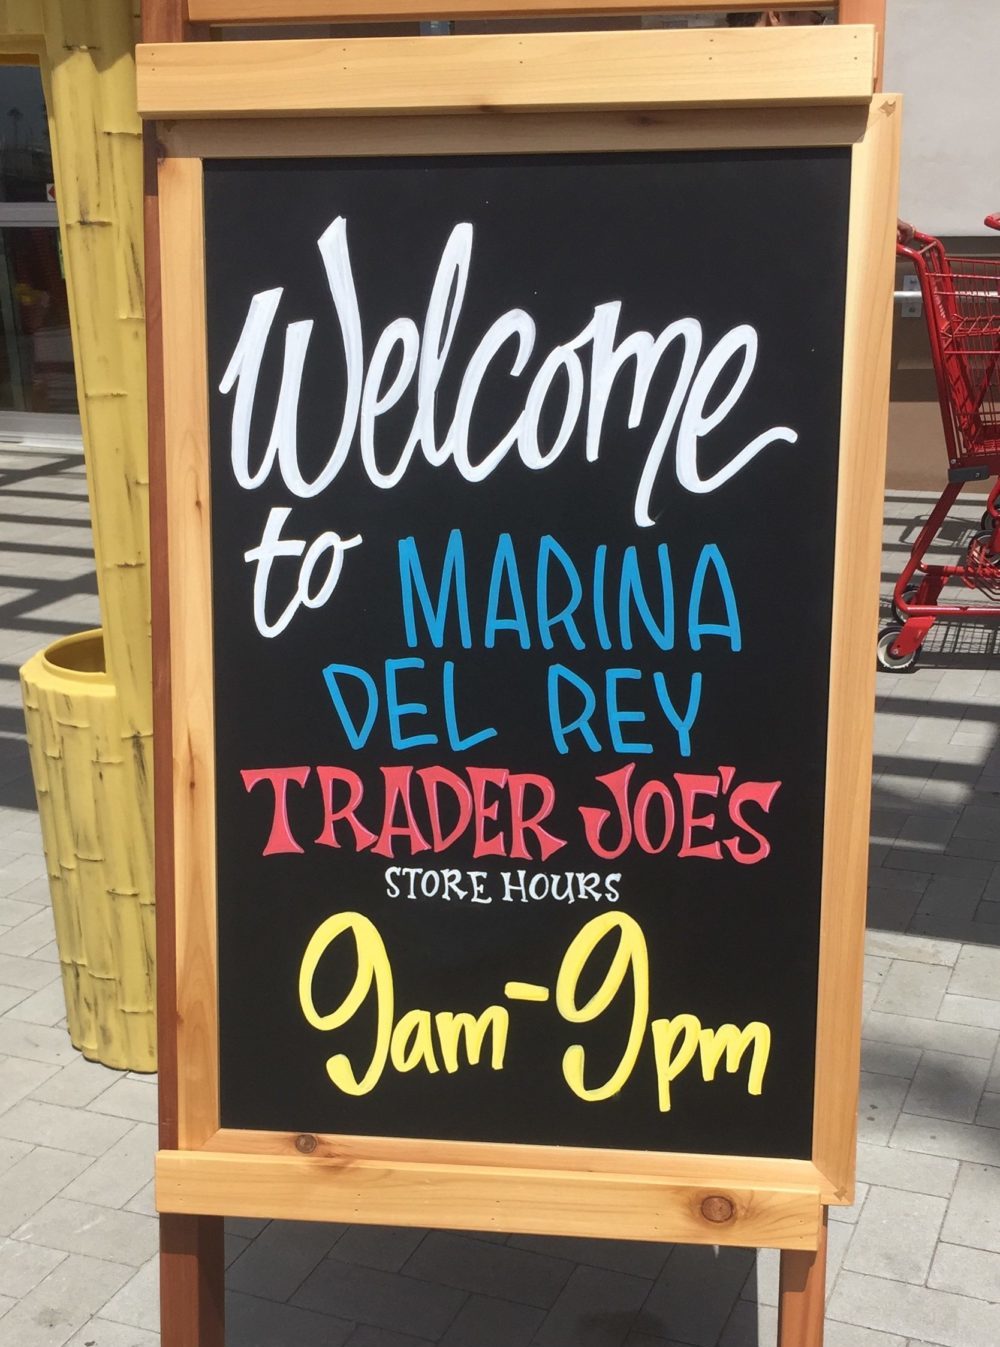 Welcome
to MARINA
DEL REY
TRADER JOE'S
STORE HOURS
9am-9pm